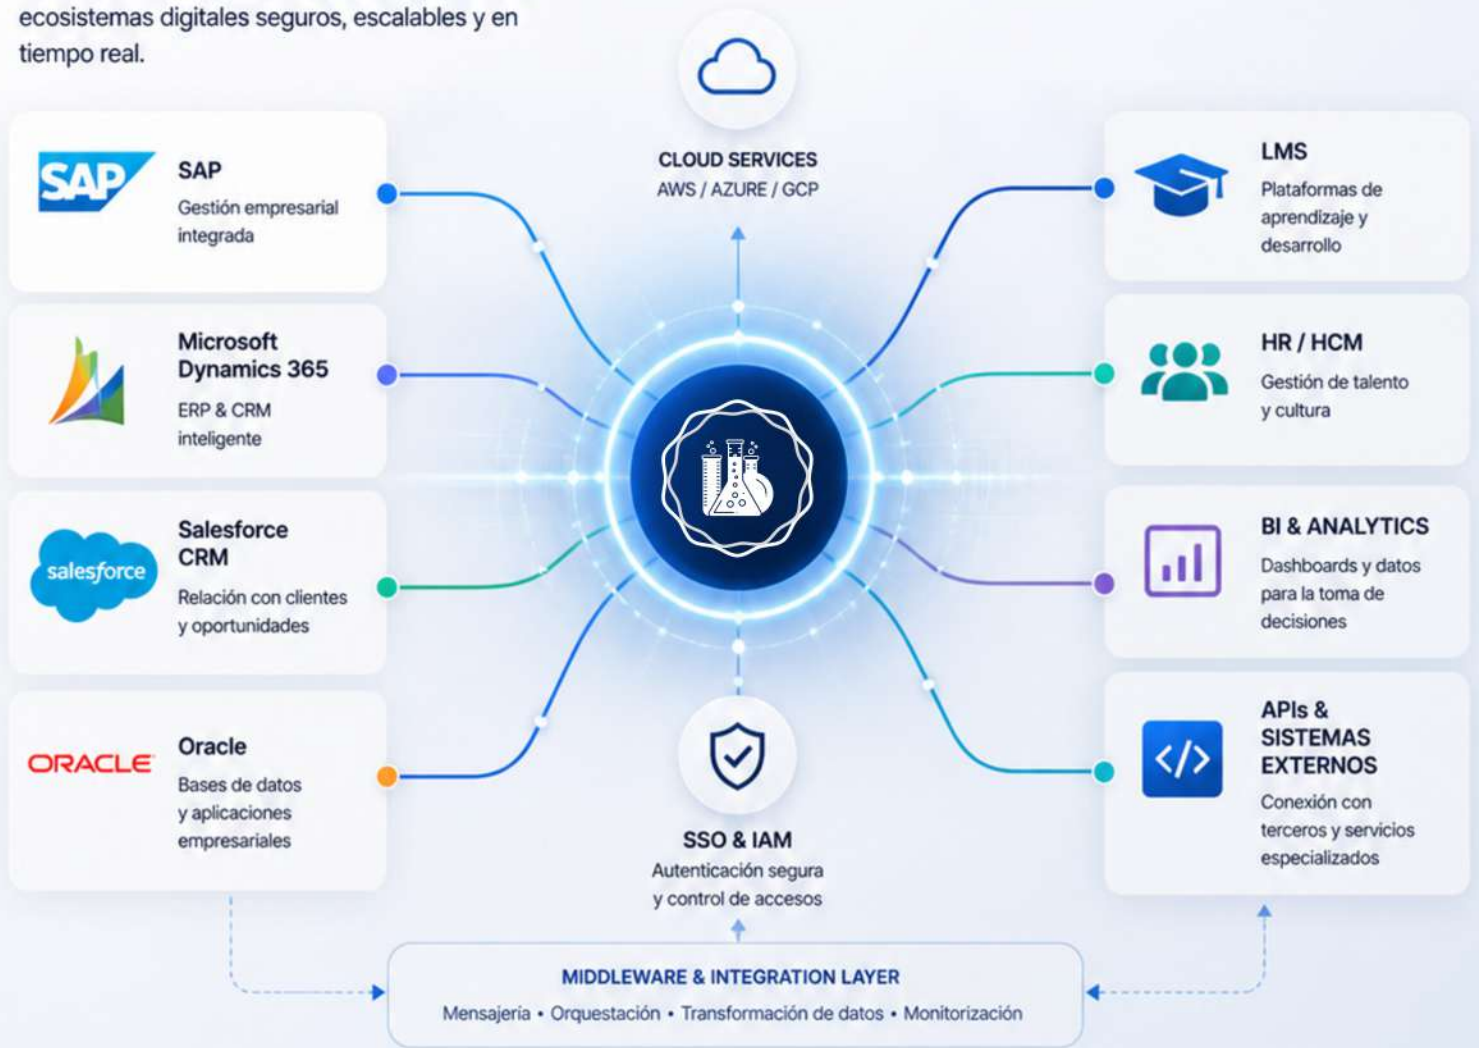 ecosistemas digitales seguros, escalables y en
tiempo real.
CLOUD SERVICES
AWS / AZURE / GCP
SAP
SAP
Gestión empresarial
integrada
Microsoft
Dynamics 365
ERP & CRM
inteligente
salesforce
Salesforce
CRM
Relación con clientes
y oportunidades
ORACLE
Oracle
Bases de datos
y aplicaciones
empresariales
LMS
Plataformas de
aprendizaje y
desarrollo
HR / HCM
Gestión de talento
y cultura
BI & ANALYTICS
Dashboards y datos
para la toma de
decisiones
</>
APIs &
SISTEMAS
EXTERNOS
Conexión con
terceros y servicios
especializados
SSO & IAM
Autenticación segura
y control de accesos
MIDDLEWARE & INTEGRATION LAYER
Mensajería • Orquestación • Transformación de datos • Monitorización